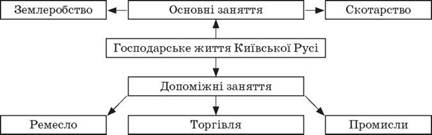 Землеробство
Основні заняття
Скотарство
Господарське життя Київської Русі
Допоміжні заняття
Ремесло
Торгівля
Промисли